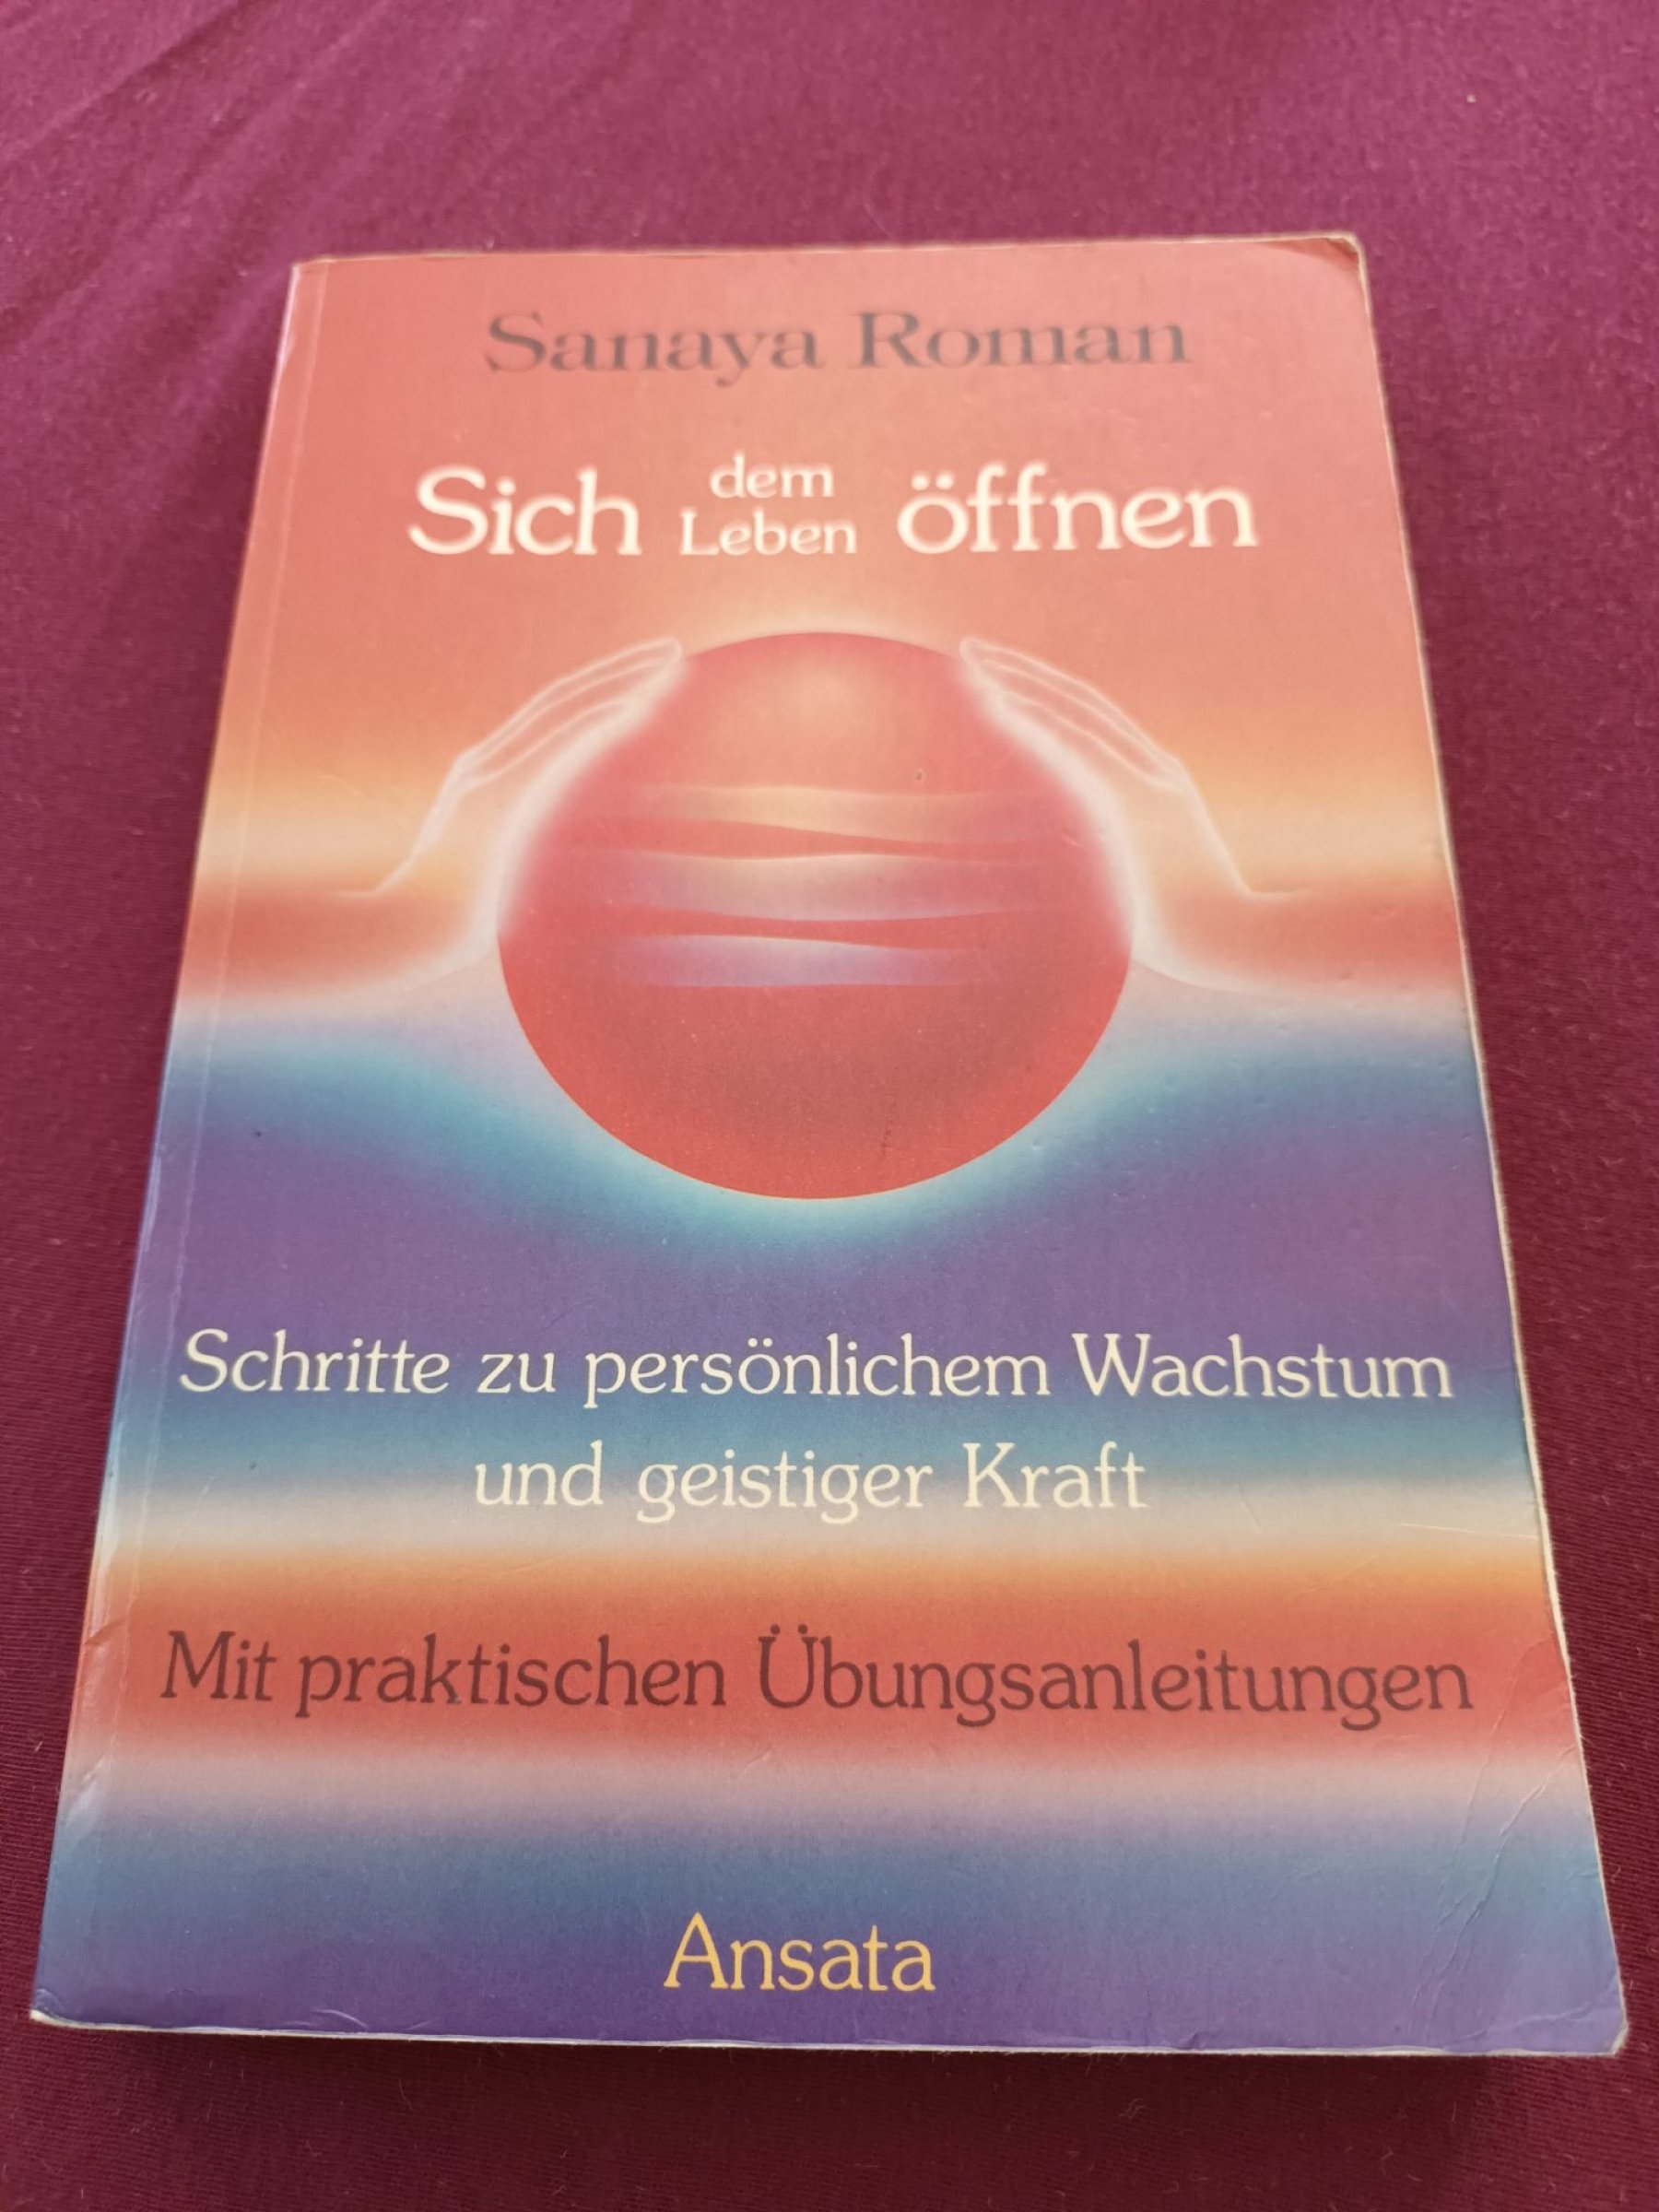 Sanaya Roman
Sich dem Leben öffnen
Schritte zu persönlichem Wachstum
und geistiger Kraft
Mit praktischen Übungsanleitungen
Ansata